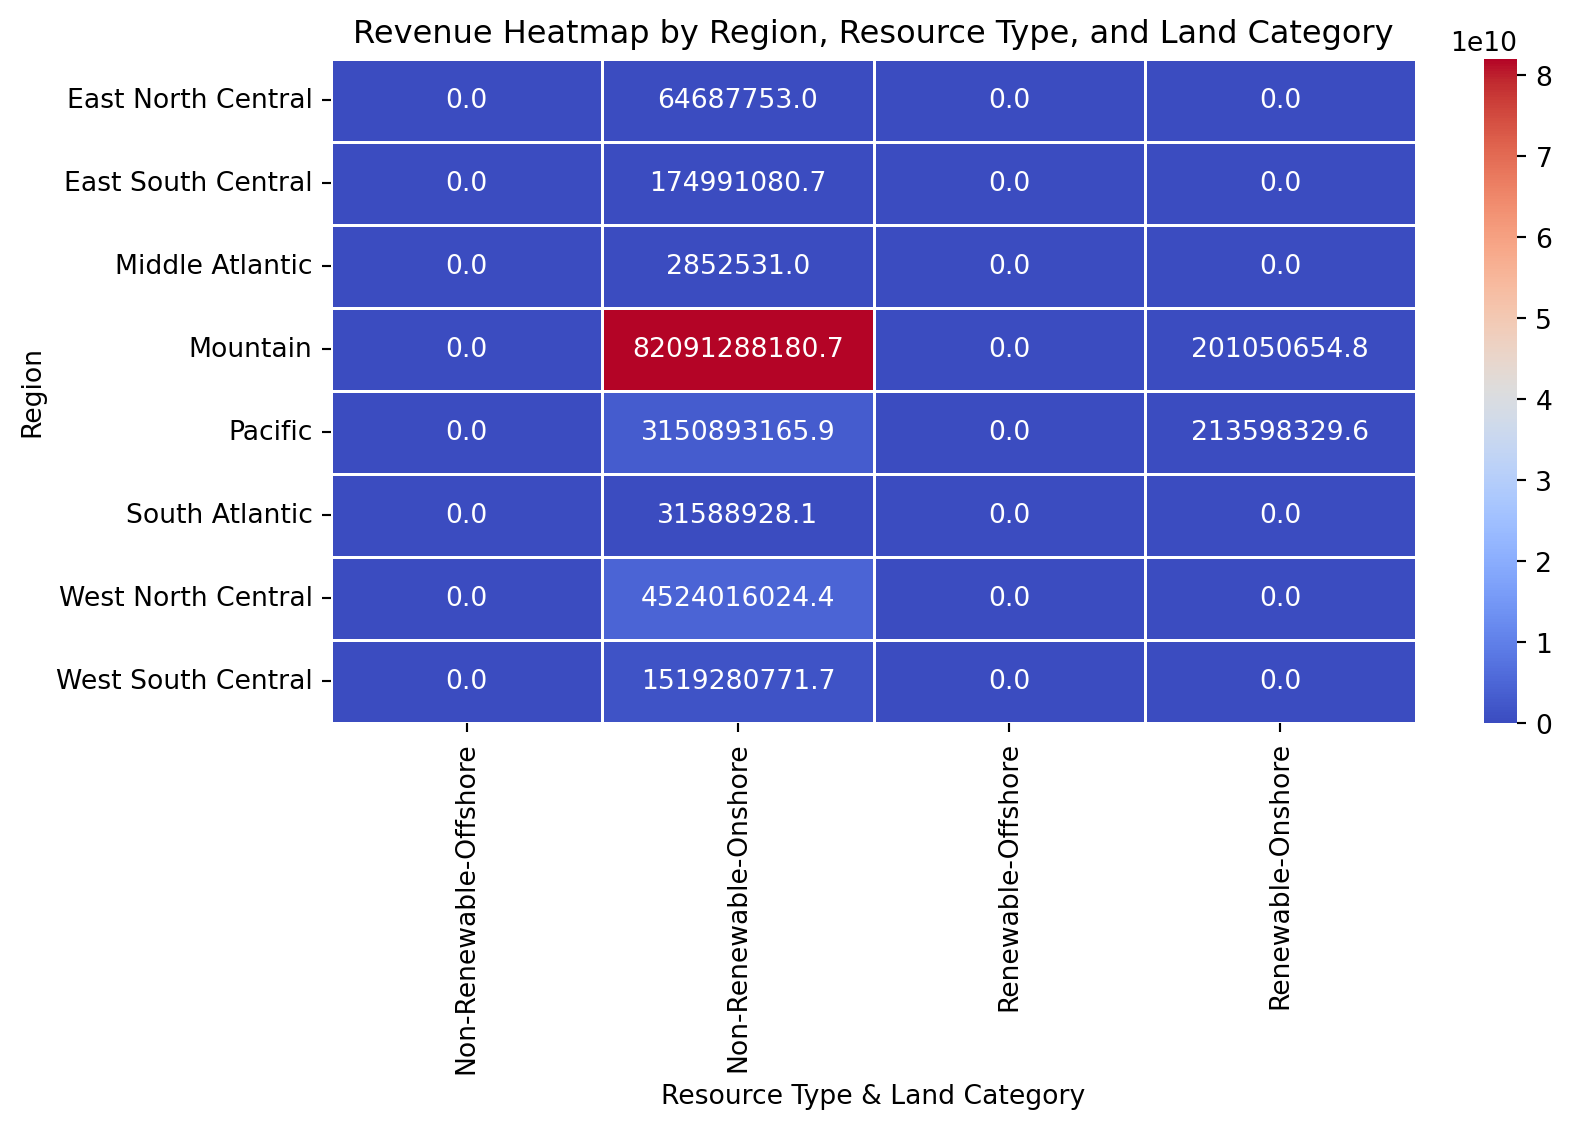 Revenue Heatmap by Region, Resource Type, and Land Category
1e10
East North Central 0.0 64687753.0 0.0 0.0
East South Central 0.0 174991080.7 0.0 0.0
Middle Atlantic 0.0 2852531.0 0.0 0.0
Mountain 0.0 82091288180.7 0.0 201050654.8
Pacific 0.0 3150893165.9 0.0 213598329.6
South Atlantic 0.0 31588928.1 0.0 0.0
West North Central 0.0 4524016024.4 0.0 0.0
West South Central 0.0 1519280771.7 0.0 0.0
Region
Non-Renewable-Offshore
Non-Renewable-Onshore
Renewable-Offshore
Renewable-Onshore
Resource Type & Land Category
8
7
6
5
4
3
2
1
0